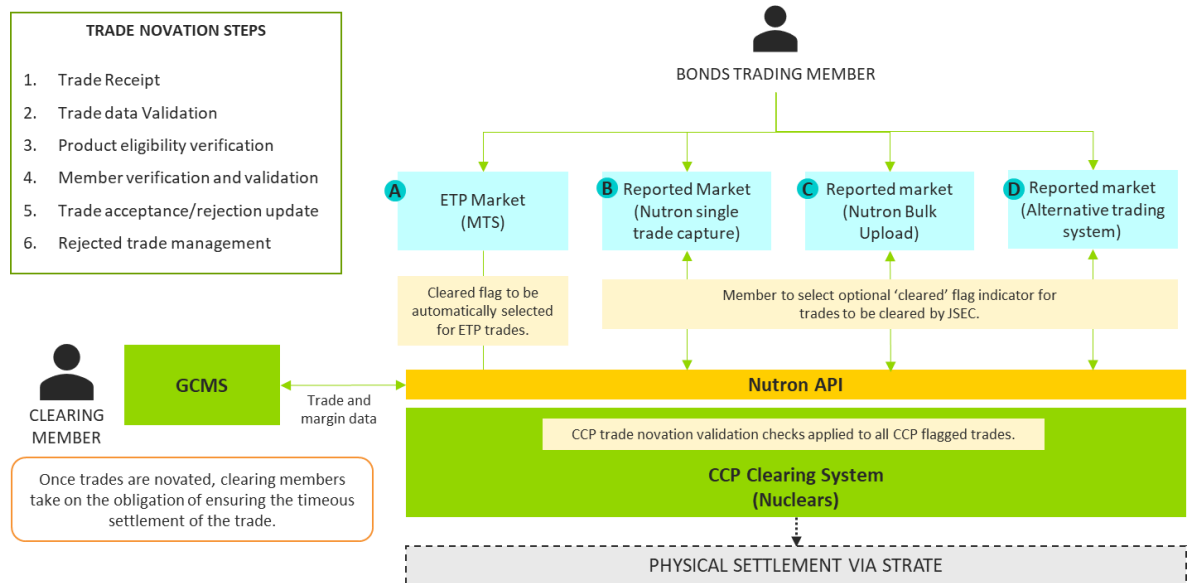 TRADE NOVATION STEPS
1. Trade Receipt
2. Trade data Validation
3. Product eligibility verification
4. Member verification and validation
5. Trade acceptance/rejection update
6. Rejected trade management
BONDS TRADING MEMBER
A
ETP Market
(MTS)
B
Reported Market
(Nutron single
trade capture)
C
Reported market
(Nutron Bulk
Upload)
D
Reported market
(Alternative trading
system)
Cleared flag to be
automatically selected
for ETP trades.
Member to select optional ‘cleared’ flag indicator for
trades to be cleared by JSEC.
CLEARING
MEMBER
GCMS
Trade and
margin data
Nutron API
CCP trade novation validation checks applied to all CCP flagged trades.
CCP Clearing System
(Nuclears)
Once trades are novated, clearing members
take on the obligation of ensuring the timeous
settlement of the trade.
PHYSICAL SETTLEMENT VIA STRATE